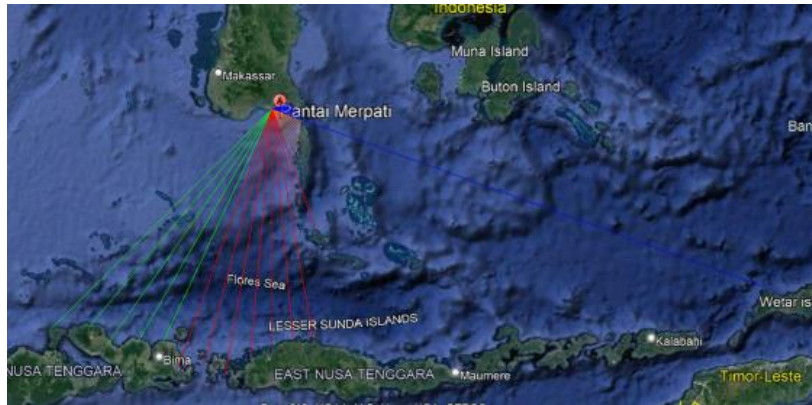 Indonesia
Muna Island
Makassar
Buton Island
A
Pantai Merpati
Ban
Flores Sea
Wetar is
LESSER SUNDA ISLANDS
Kalabahi
Bima
NUSA TENGGARA
EAST NUSA TENGGARA
Maumere
Timor-Leste